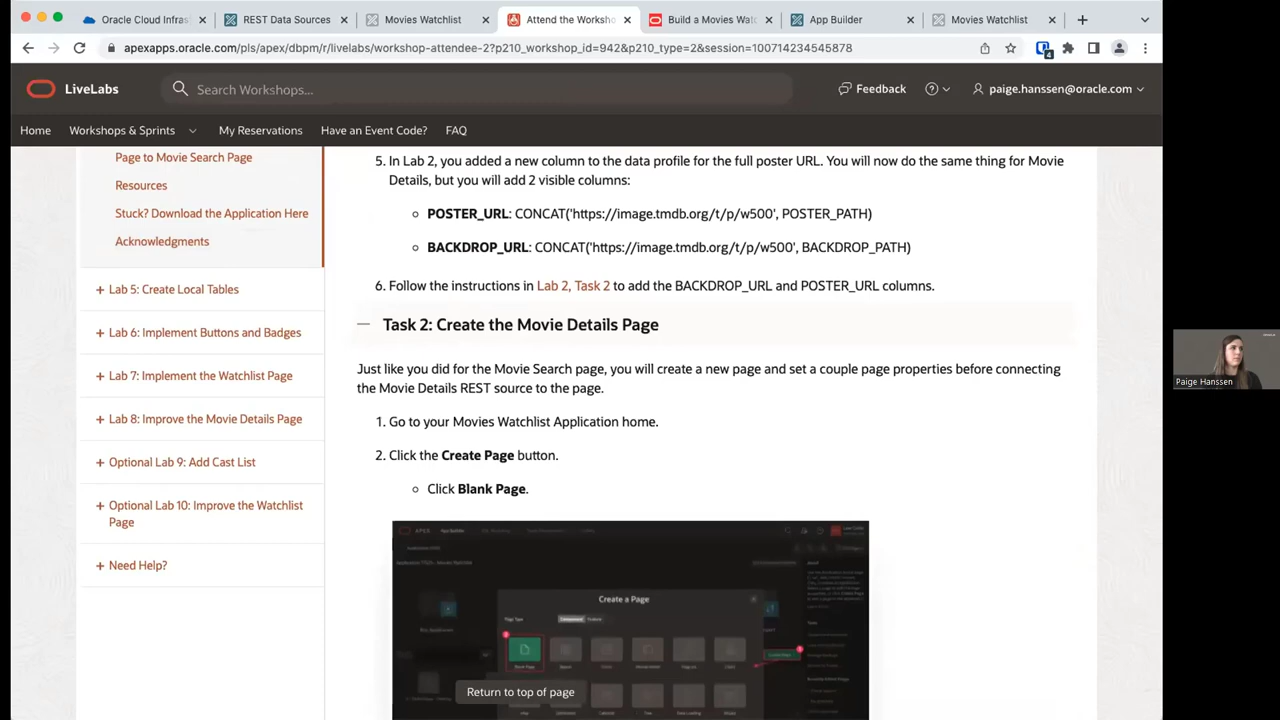 Oracle Cloud Infras
REST Data Sources
Movies Watchlist
Attend the Worksho
Build a Movies Wat
App Builder
Movies Watchlist
apexapps.oracle.com/pls/apex/dbpm/r/livelabs/workshop-attendee-2?p210_workshop_id=942&p210_type=2&session=100714234545878
LiveLabs
Search Workshops...
Feedback
paige.hanssen@oracle.com
Home
Workshops & Sprints
My Reservations
Have an Event Code?
FAQ
Page to Movie Search Page
Resources
Stuck? Download the Application Here
Acknowledgments
+ Lab 5: Create Local Tables
+ Lab 6: Implement Buttons and Badges
+ Lab 7: Implement the Watchlist Page
+ Lab 8: Improve the Movie Details Page
+ Optional Lab 9: Add Cast List
+ Optional Lab 10: Improve the Watchlist
Page
+ Need Help?
5. In Lab 2, you added a new column to the data profile for the full poster URL. You will now do the same thing for Movie
Details, but you will add 2 visible columns:
POSTER_URL: CONCAT('https://image.tmdb.org/t/p/w500', POSTER_PATH)
BACKDROP_URL: CONCAT('https://image.tmdb.org/t/p/w500', BACKDROP_PATH)
6. Follow the instructions in Lab 2, Task 2 to add the BACKDROP_URL and POSTER_URL columns.
Task 2: Create the Movie Details Page
Just like you did for the Movie Search page, you will create a new page and set a couple page properties before connecting
the Movie Details REST source to the page.
1. Go to your Movies Watchlist Application home.
2. Click the Create Page button.
Click Blank Page.
Create a Page
Return to top of page
Paige Hanssen